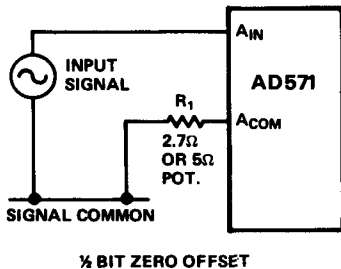 INPUT
SIGNAL
AIN
AD571
R1
2.7Ω
OR 5Ω
POT.
ACOM
SIGNAL COMMON
½ BIT ZERO OFFSET